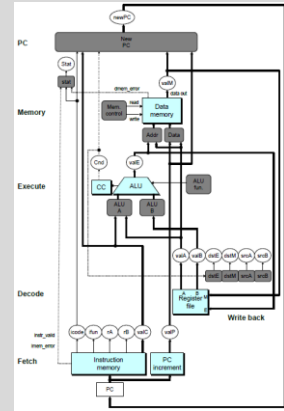 newPC
PC
New
PC
Stat
valM
data out
stat
dmem_error
Memory
Mem.
control
read
write
Data
memory
Addr
Data
Cnd
valE
Execute
CC
ALU
ALU
fun.
ALU
A
ALU
B
valA
valB
dstE
dstM
srcA
srcB
dstE
dstM
srcA
srcB
A
B
M
E
Decode
Register
file
Write back
icode
ifun
rA
rB
valC
valP
instr_valid
imem_error
Fetch
Instruction
memory
PC
increment
PC